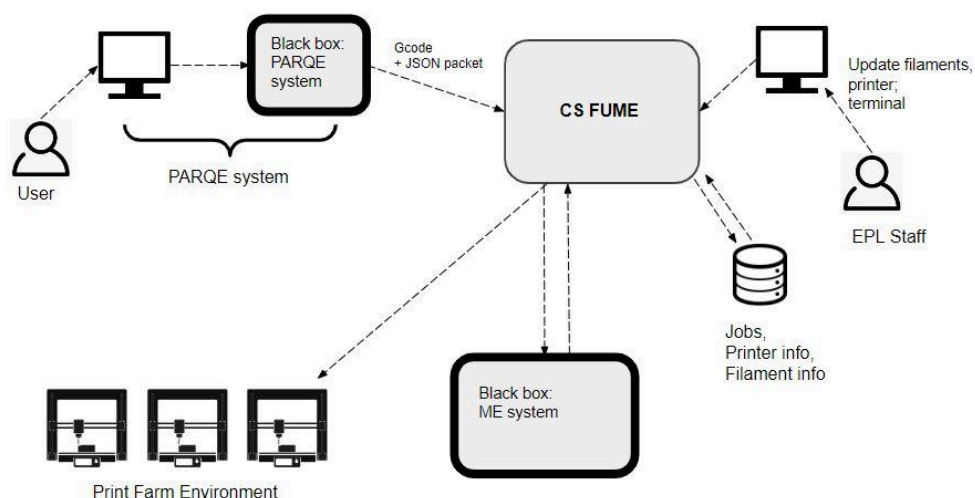 Black box:
PARQE
system
Gcode
+ JSON packet
CS FUME
Update filaments,
printer;
terminal
User
PARQE system
EPL Staff
Jobs,
Printer info,
Filament info
Black box:
ME system
Print Farm Environment